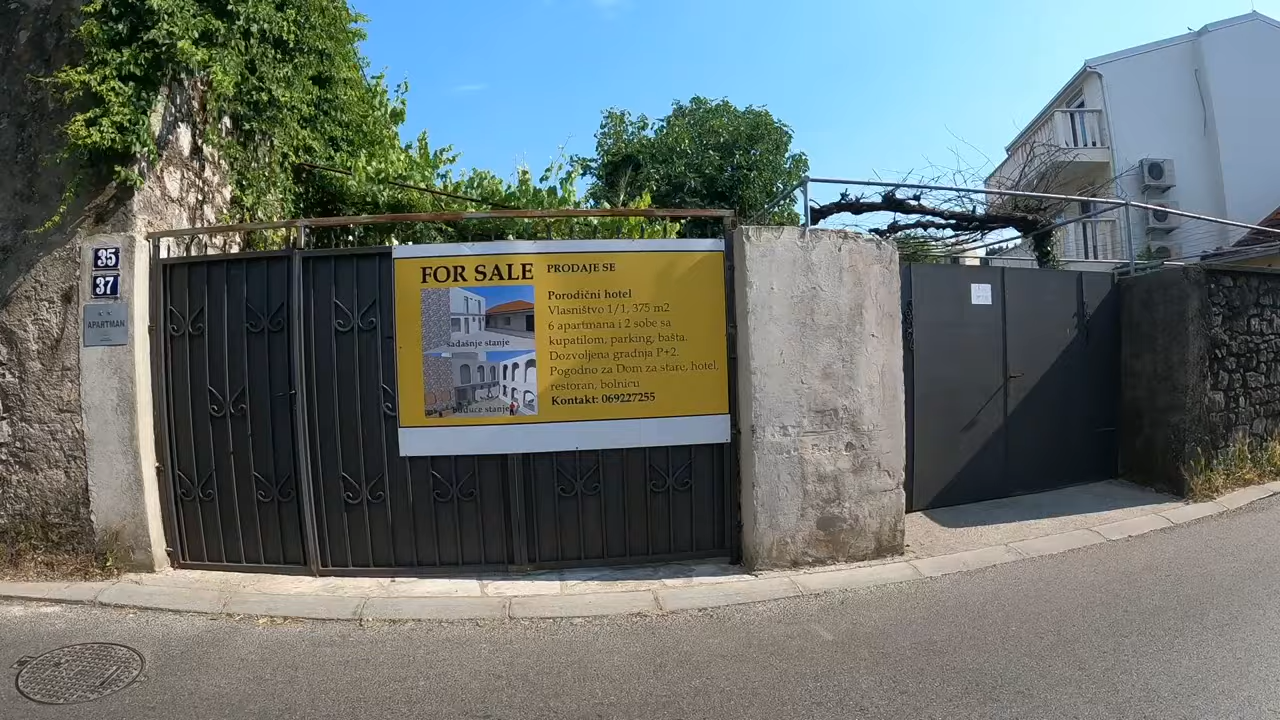 35
37
APARTMAN
FOR SALE PRODAJE SE
Porodični hotel
Vlasništvo 1/1, 375 m2
6 apartmana i 2 sobe sa
kupatilom, parking, bašta.
Dozvoljena gradnja P+2.
Pogodno za Dom za stare, hotel,
restoran, bolnicu
Kontakt: 069227255
sadašnje stanje
buduce stanje